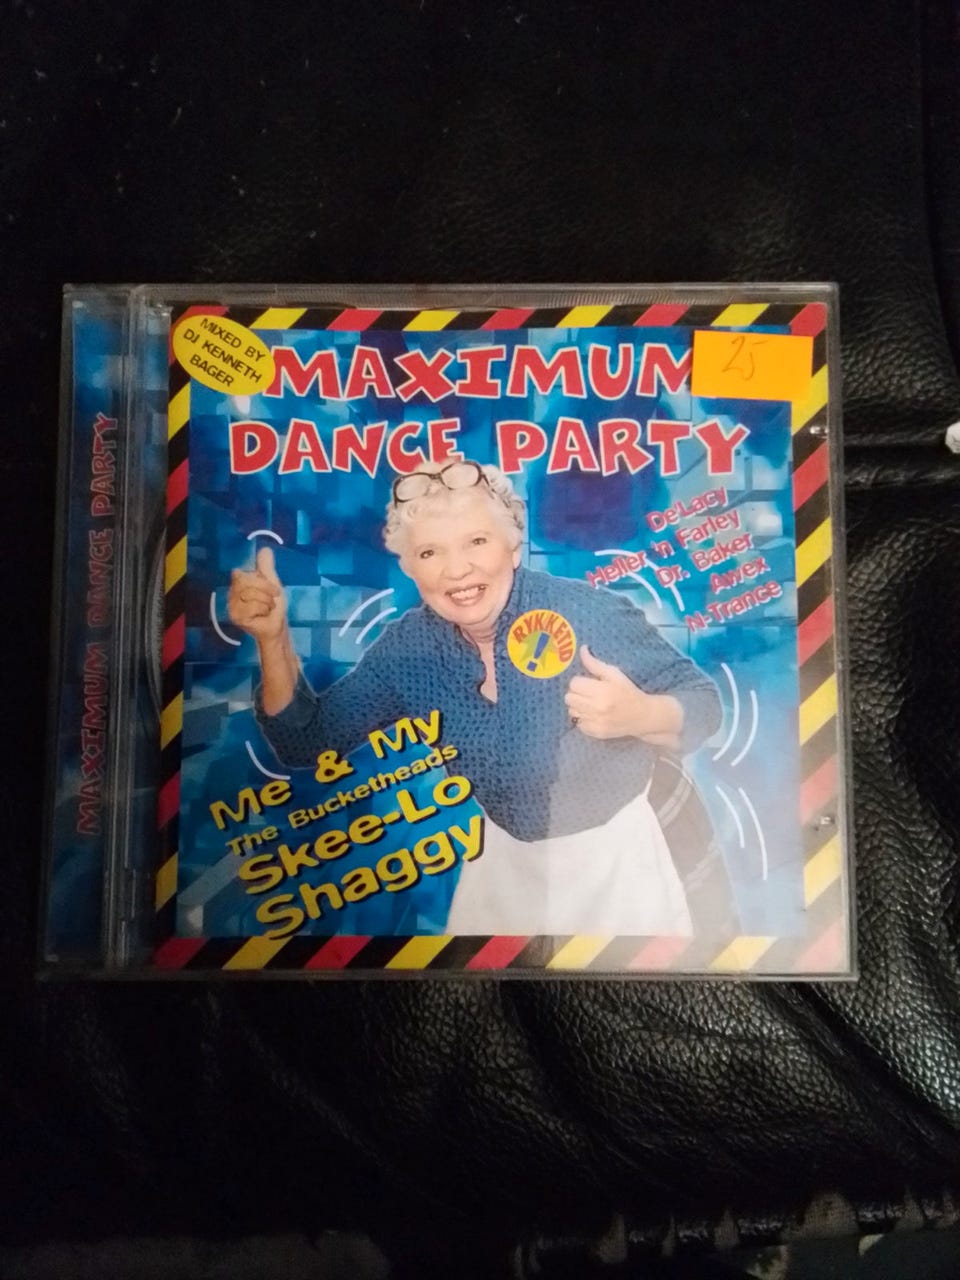 MIXED BY
DJ KENNETH
BAGER
MAXIMUM
DANCE PARTY
25
De'Lacy
Heller 'n Farley
Dr. Baker
Awex
N-Trance
RYKKETID
!
Me & My
The Bucketheads
Skee-Lo
Shaggy
MAXIMUM DANCE PARTY